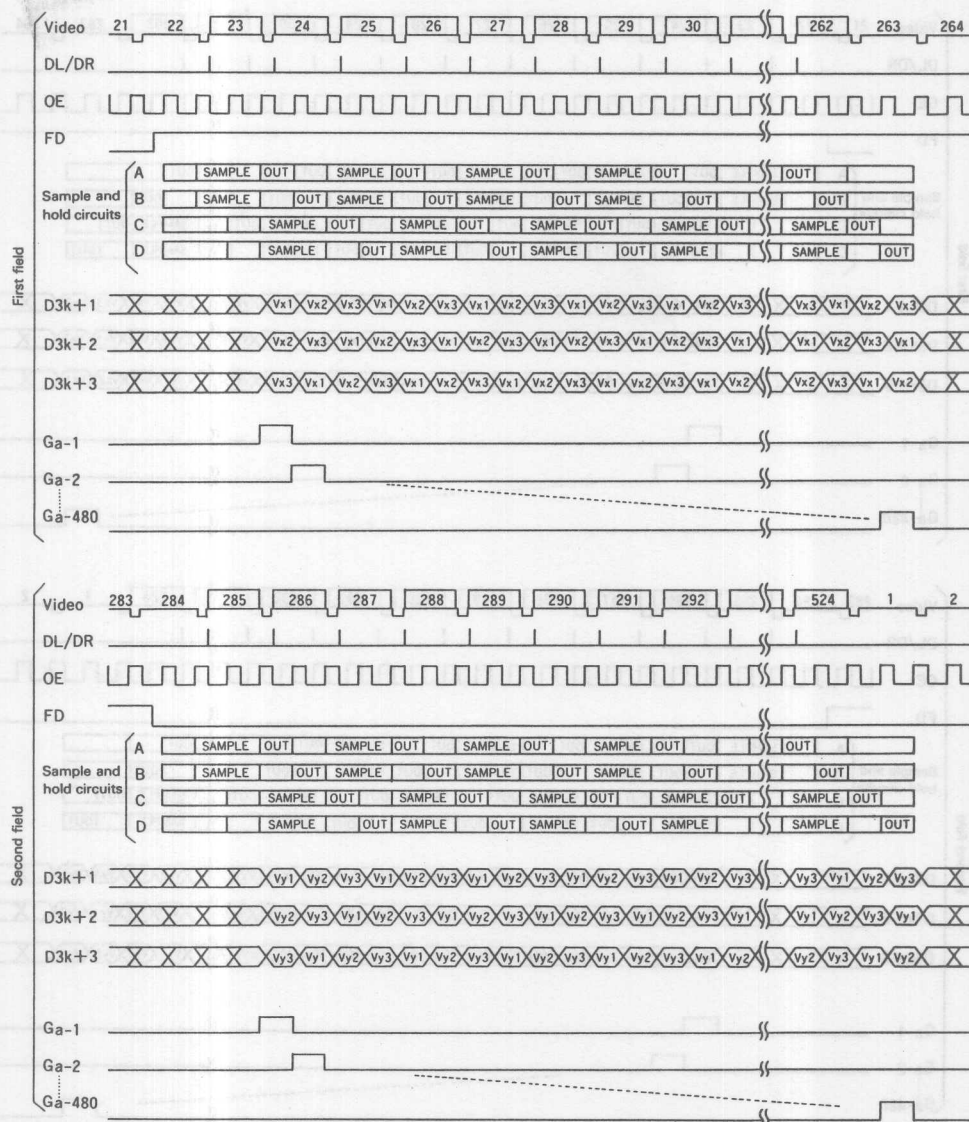 First field
Video 21 22 23 24 25 26 27 28 29 30 262 263 264
DL/DR
OE
FD
Sample and hold circuits
A SAMPLE OUT SAMPLE OUT SAMPLE OUT SAMPLE OUT OUT
B SAMPLE OUT SAMPLE OUT SAMPLE OUT SAMPLE OUT OUT
C SAMPLE OUT SAMPLE OUT SAMPLE OUT SAMPLE OUT SAMPLE OUT
D SAMPLE OUT SAMPLE OUT SAMPLE OUT SAMPLE SAMPLE OUT
D3k+1 Vx1 Vx2 Vx3 Vx1 Vx2 Vx3 Vx1 Vx2 Vx3 Vx1 Vx2 Vx3 Vx1 Vx2 Vx3 Vx3 Vx1 Vx2 Vx3
D3k+2 Vx2 Vx3 Vx1 Vx2 Vx3 Vx1 Vx2 Vx3 Vx1 Vx2 Vx3 Vx1 Vx2 Vx3 Vx1 Vx1 Vx2 Vx3 Vx1
D3k+3 Vx3 Vx1 Vx2 Vx3 Vx1 Vx2 Vx3 Vx1 Vx2 Vx3 Vx1 Vx2 Vx3 Vx1 Vx2 Vx2 Vx3 Vx1 Vx2
Ga-1
Ga-2
Ga-480
Second field
Video 283 284 285 286 287 288 289 290 291 292 524 1 2
DL/DR
OE
FD
Sample and hold circuits
A SAMPLE OUT SAMPLE OUT SAMPLE OUT SAMPLE OUT OUT
B SAMPLE OUT SAMPLE OUT SAMPLE OUT SAMPLE OUT OUT
C SAMPLE OUT SAMPLE OUT SAMPLE OUT SAMPLE OUT SAMPLE OUT
D SAMPLE OUT SAMPLE OUT SAMPLE OUT SAMPLE SAMPLE OUT
D3k+1 Vy1 Vy2 Vy3 Vy1 Vy2 Vy3 Vy1 Vy2 Vy3 Vy1 Vy2 Vy3 Vy1 Vy2 Vy3 Vy3 Vy1 Vy2 Vy3
D3k+2 Vy2 Vy3 Vy1 Vy2 Vy3 Vy1 Vy2 Vy3 Vy1 Vy2 Vy3 Vy1 Vy2 Vy3 Vy1 Vy1 Vy2 Vy3 Vy1
D3k+3 Vy3 Vy1 Vy2 Vy3 Vy1 Vy2 Vy3 Vy1 Vy2 Vy3 Vy1 Vy2 Vy3 Vy1 Vy2 Vy2 Vy3 Vy1 Vy2
Ga-1
Ga-2
Ga-480